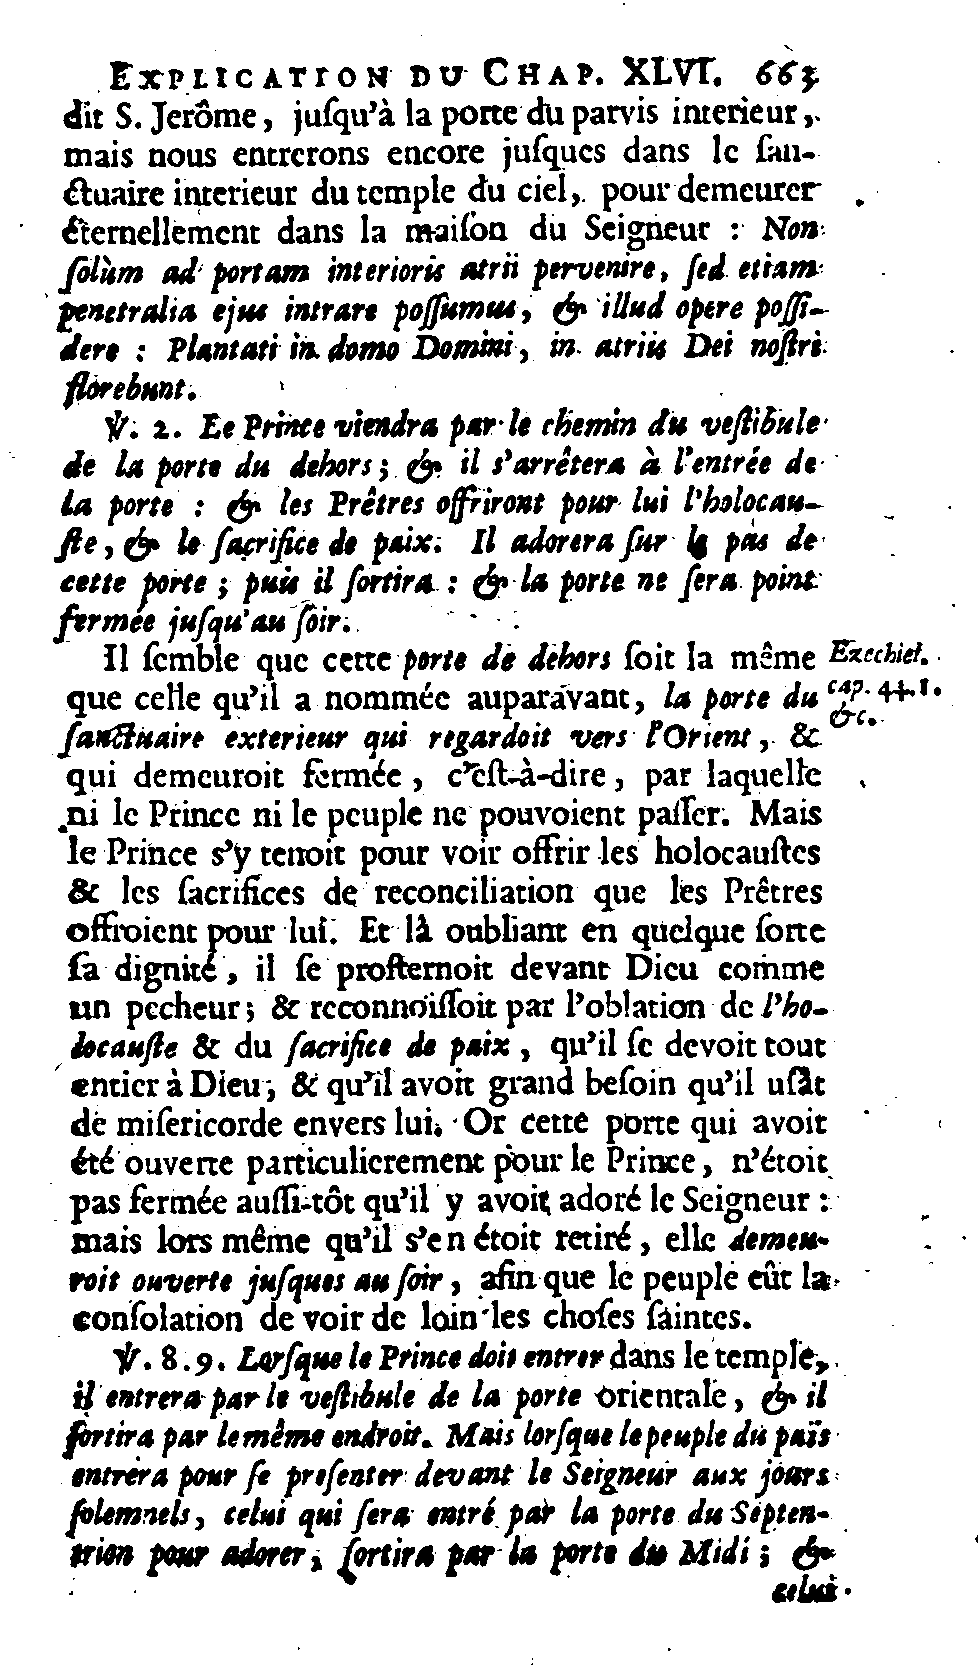 EXPLICATION DU CHAP. XLVI. 663
dit S. Jerôme, juſqu'à la porte du parvis interieur,
mais nous entrerons encore juſques dans le ſan-
ctuaire interieur du temple du ciel, pour demeurer
éternellement dans la maiſon du Seigneur : Non
ſolùm ad portam interioris atrii pervenire, ſed etiam
penetralia ejus intrare poſſumus, & illud opere poſſi-
dere : Plantati in domo Domini, in atriis Dei noſtri
florebunt.
℣. 2. Le Prince viendra par le chemin du veſtibule
de la porte du dehors; & il s'arrêtera à l'entrée de
la porte : & les Prêtres offriront pour lui l'holocau-
ſte, & le ſacrifice de paix. Il adorera ſur le pas de
cette porte ; puis il ſortira : & la porte ne ſera point
fermée juſqu'au ſoir.
Il ſemble que cette porte de dehors ſoit la même Ezechiel.
que celle qu'il a nommée auparavant, la porte du cap. 44. 1.
ſanctuaire exterieur qui regardoit vers l'Orient, & &c.
qui demeuroit fermée, c'eſt-à-dire, par laquelle
ni le Prince ni le peuple ne pouvoient paſſer. Mais
le Prince s'y tenoit pour voir offrir les holocauſtes
& les ſacrifices de reconciliation que les Prêtres
offroient pour lui. Et là oubliant en quelque ſorte
ſa dignité, il ſe proſternoit devant Dieu comme
un pecheur; & reconnoiſſoit par l'oblation de l'ho-
locauſte & du ſacrifice de paix, qu'il ſe devoit tout
entier à Dieu, & qu'il avoit grand beſoin qu'il uſât
de miſericorde envers lui. Or cette porte qui avoit
été ouverte particulierement pour le Prince, n'étoit
pas fermée auſſi-tôt qu'il y avoit adoré le Seigneur :
mais lors même qu'il s'en étoit retiré, elle demeu-
roit ouverte juſques au ſoir, afin que le peuple eût la
conſolation de voir de loin les choſes ſaintes.
℣. 8. 9. Lorſque le Prince doit entrer dans le temple,
il entrera par le veſtibule de la porte orientale, & il
ſortira par le même endroit. Mais lorſque le peuple du païs
entrera pour ſe preſenter devant le Seigneur aux jours
ſolemnels, celui qui ſera entré par la porte du Septen-
trion pour adorer, ſortira par la porte du Midi ; &
celui